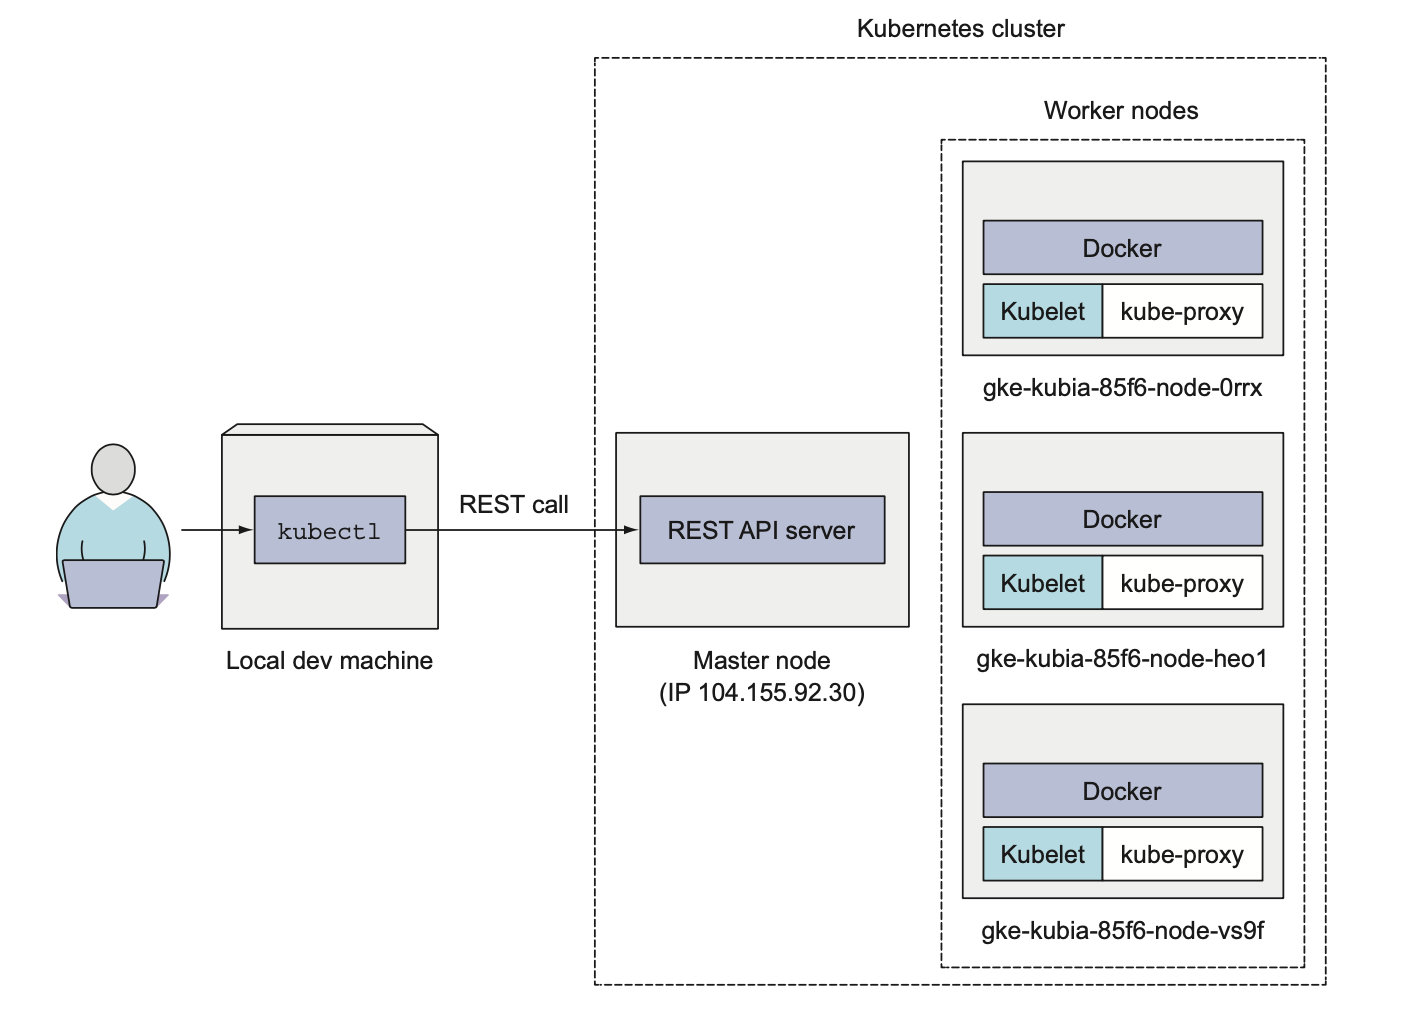 Kubernetes cluster
Worker nodes
Docker
Kubelet
kube-proxy
gke-kubia-85f6-node-0rrx
kubectl
Local dev machine
REST call
REST API server
Master node
(IP 104.155.92.30)
Docker
Kubelet
kube-proxy
gke-kubia-85f6-node-heo1
Docker
Kubelet
kube-proxy
gke-kubia-85f6-node-vs9f